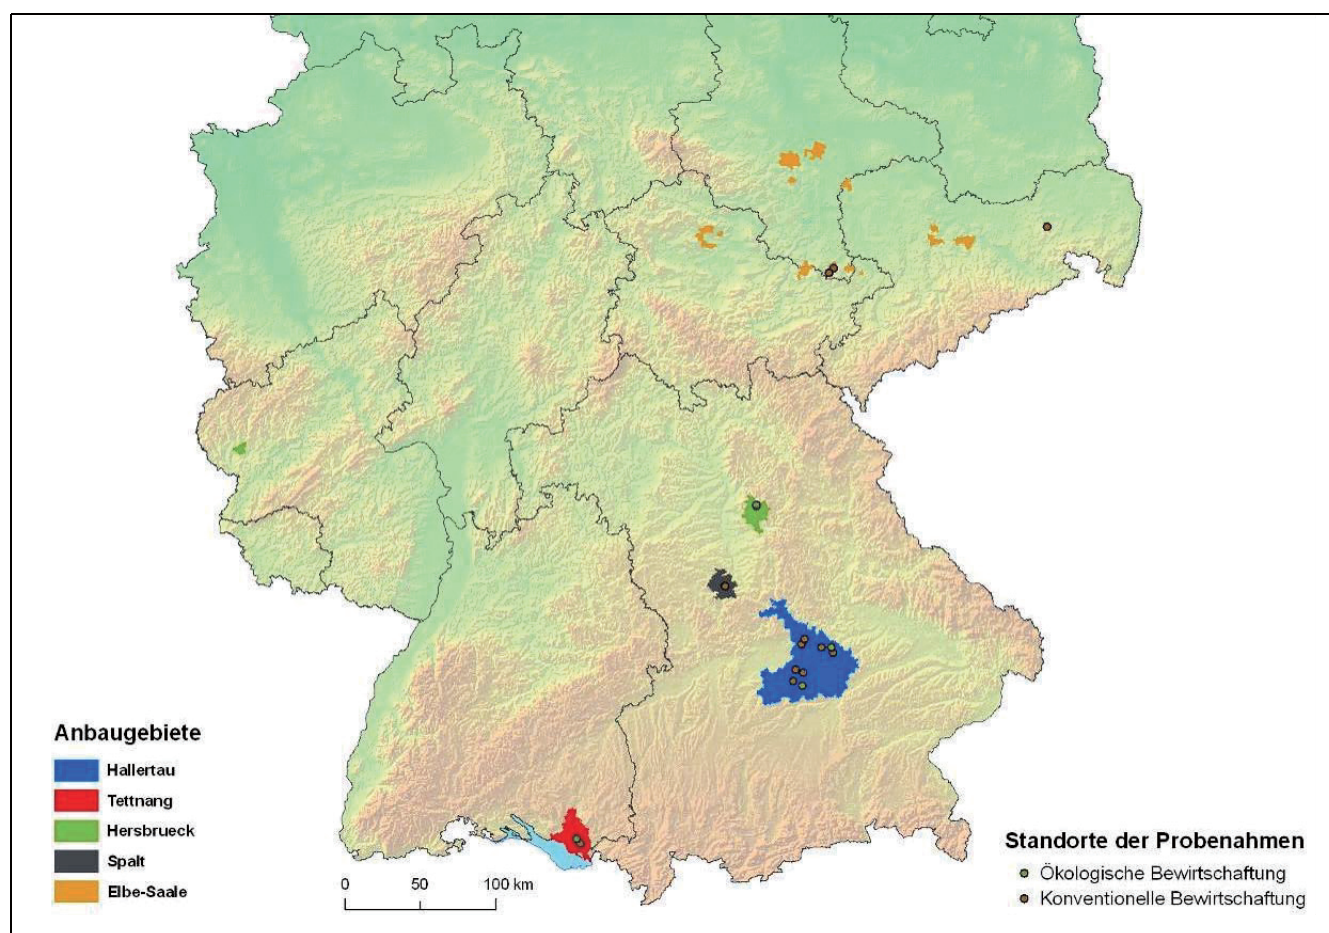 Anbaugebiete
Hallertau
Tettnang
Hersbrueck
Spalt
Elbe-Saale
0 50 100 km
Standorte der Probenahmen
Ökologische Bewirtschaftung
Konventionelle Bewirtschaftung